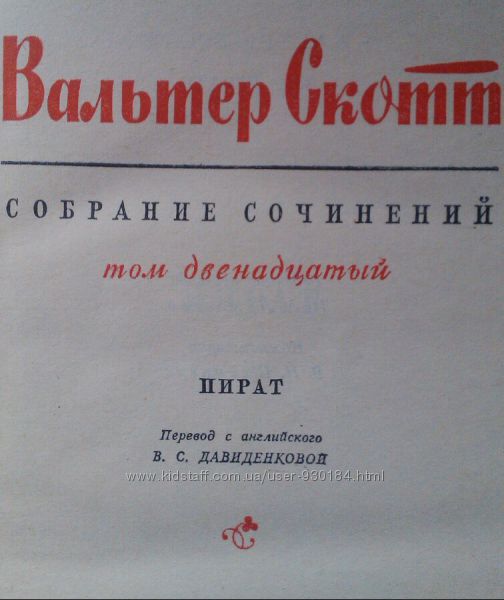 Вальтер Скотт
СОБРАНИЕ СОЧИНЕНИЙ
том двенадцатый
ПИРАТ
Перевод с английского
В. С. ДАВИДЕНКОВОЙ
www.kidstaff.com.ua/user-930184.html